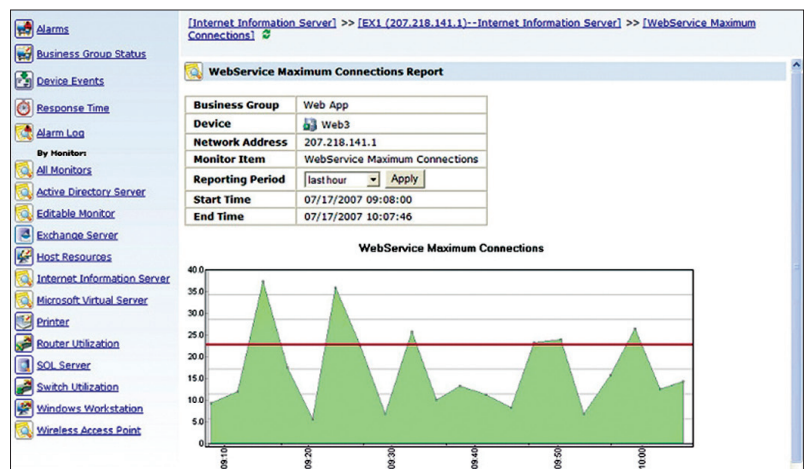 Alarms
Business Group Status
Device Events
Response Time
Alarm Log
By Monitor:
All Monitors
Active Directory Server
Editable Monitor
Exchange Server
Host Resources
Internet Information Server
Microsoft Virtual Server
Printer
Router Utilization
SQL Server
Switch Utilization
Windows Workstation
Wireless Access Point
[Internet Information Server] >> [EX1 (207.218.141.1)--Internet Information Server] >> [WebService Maximum
Connections]
WebService Maximum Connections Report
Business Group Web App
Device Web3
Network Address 207.218.141.1
Monitor Item WebService Maximum Connections
Reporting Period last hour Apply
Start Time 07/17/2007 09:08:00
End Time 07/17/2007 10:07:46
WebService Maximum Connections
40.0
35.0
30.0
25.0
20.0
15.0
10.0
5.0
0
09:10
09:20
09:30
09:40
09:50
10:00